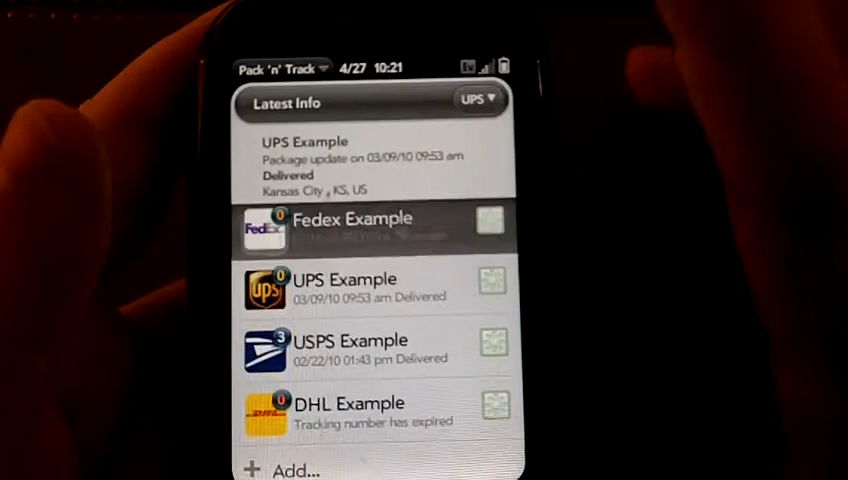 Pack 'n' Track 4/27 10:21 Ev
Latest Info UPS
UPS Example
Package update on 03/09/10 09:53 am
Delivered
Kansas City , KS, US
0
FedEx
Fedex Example
0
ups
UPS Example
03/09/10 09:53 am Delivered
3
USPS Example
02/22/10 01:43 pm Delivered
0
DHL
DHL Example
Tracking number has expired
+ Add...